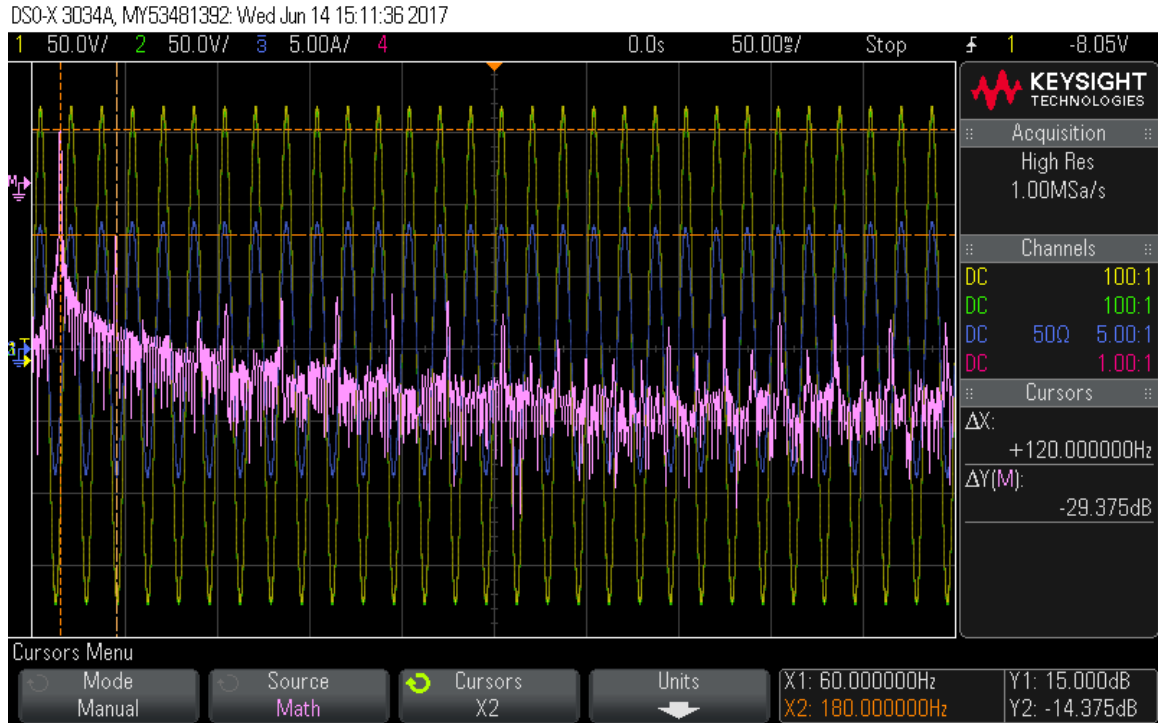 DSO-X 3034A, MY53481392: Wed Jun 14 15:11:36 2017
1 50.0V/ 2 50.0V/ 3 5.00A/ 4 0.0s 50.00ms/ Stop 1 -8.05V
KEYSIGHT
TECHNOLOGIES
Acquisition
High Res
1.00MSa/s
Channels
DC 100:1
DC 100:1
DC 50Ω 5.00:1
DC 1.00:1
Cursors
ΔX:
+120.000000Hz
ΔY(M):
-29.375dB
M
T
Cursors Menu
Mode
Manual
Source
Math
Cursors
X2
Units
X1: 60.000000Hz
X2: 180.000000Hz
Y1: 15.000dB
Y2: -14.375dB